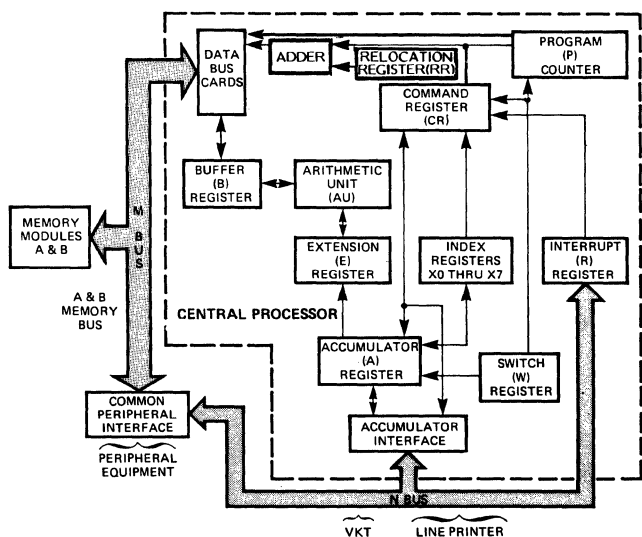 DATA
BUS
CARDS
ADDER
RELOCATION
REGISTER(RR)
PROGRAM
(P)
COUNTER
COMMAND
REGISTER
(CR)
BUFFER
(B)
REGISTER
ARITHMETIC
UNIT
(AU)
MEMORY
MODULES
A & B
M
BUS
EXTENSION
(E)
REGISTER
INDEX
REGISTERS
X0 THRU X7
INTERRUPT
(R)
REGISTER
A & B
MEMORY
BUS
CENTRAL PROCESSOR
ACCUMULATOR
(A)
REGISTER
SWITCH
(W)
REGISTER
COMMON
PERIPHERAL
INTERFACE
ACCUMULATOR
INTERFACE
PERIPHERAL
EQUIPMENT
N BUS
VKT
LINE PRINTER